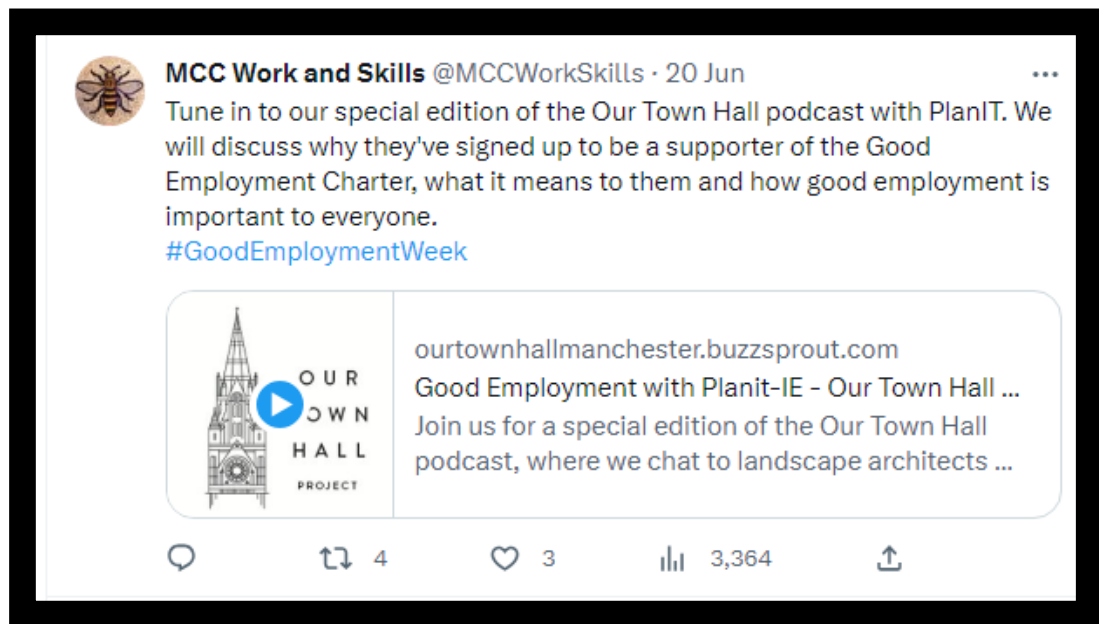 MCC Work and Skills @MCCWorkSkills · 20 Jun
Tune in to our special edition of the Our Town Hall podcast with PlanIT. We
will discuss why they've signed up to be a supporter of the Good
Employment Charter, what it means to them and how good employment is
important to everyone.
#GoodEmploymentWeek
OUR
OWN
HALL
PROJECT
ourtownhallmanchester.buzzsprout.com
Good Employment with Planit-IE - Our Town Hall ...
Join us for a special edition of the Our Town Hall
podcast, where we chat to landscape architects ...
4 3 3,364